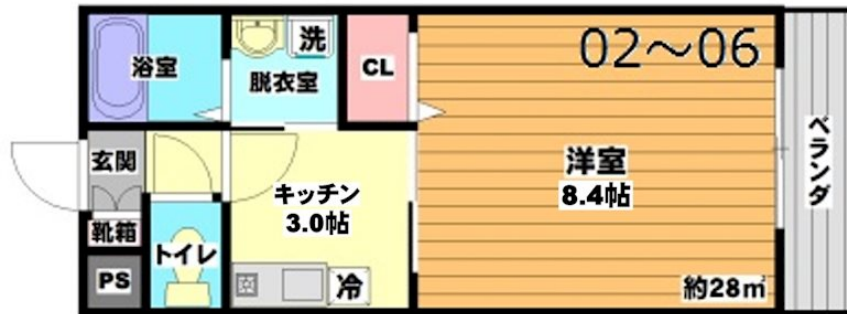 浴室
洗
脱衣室
CL
02～06
玄関
キッチン
3.0帖
洋室
8.4帖
ベランダ
靴箱
トイレ
PS
冷
約28㎡